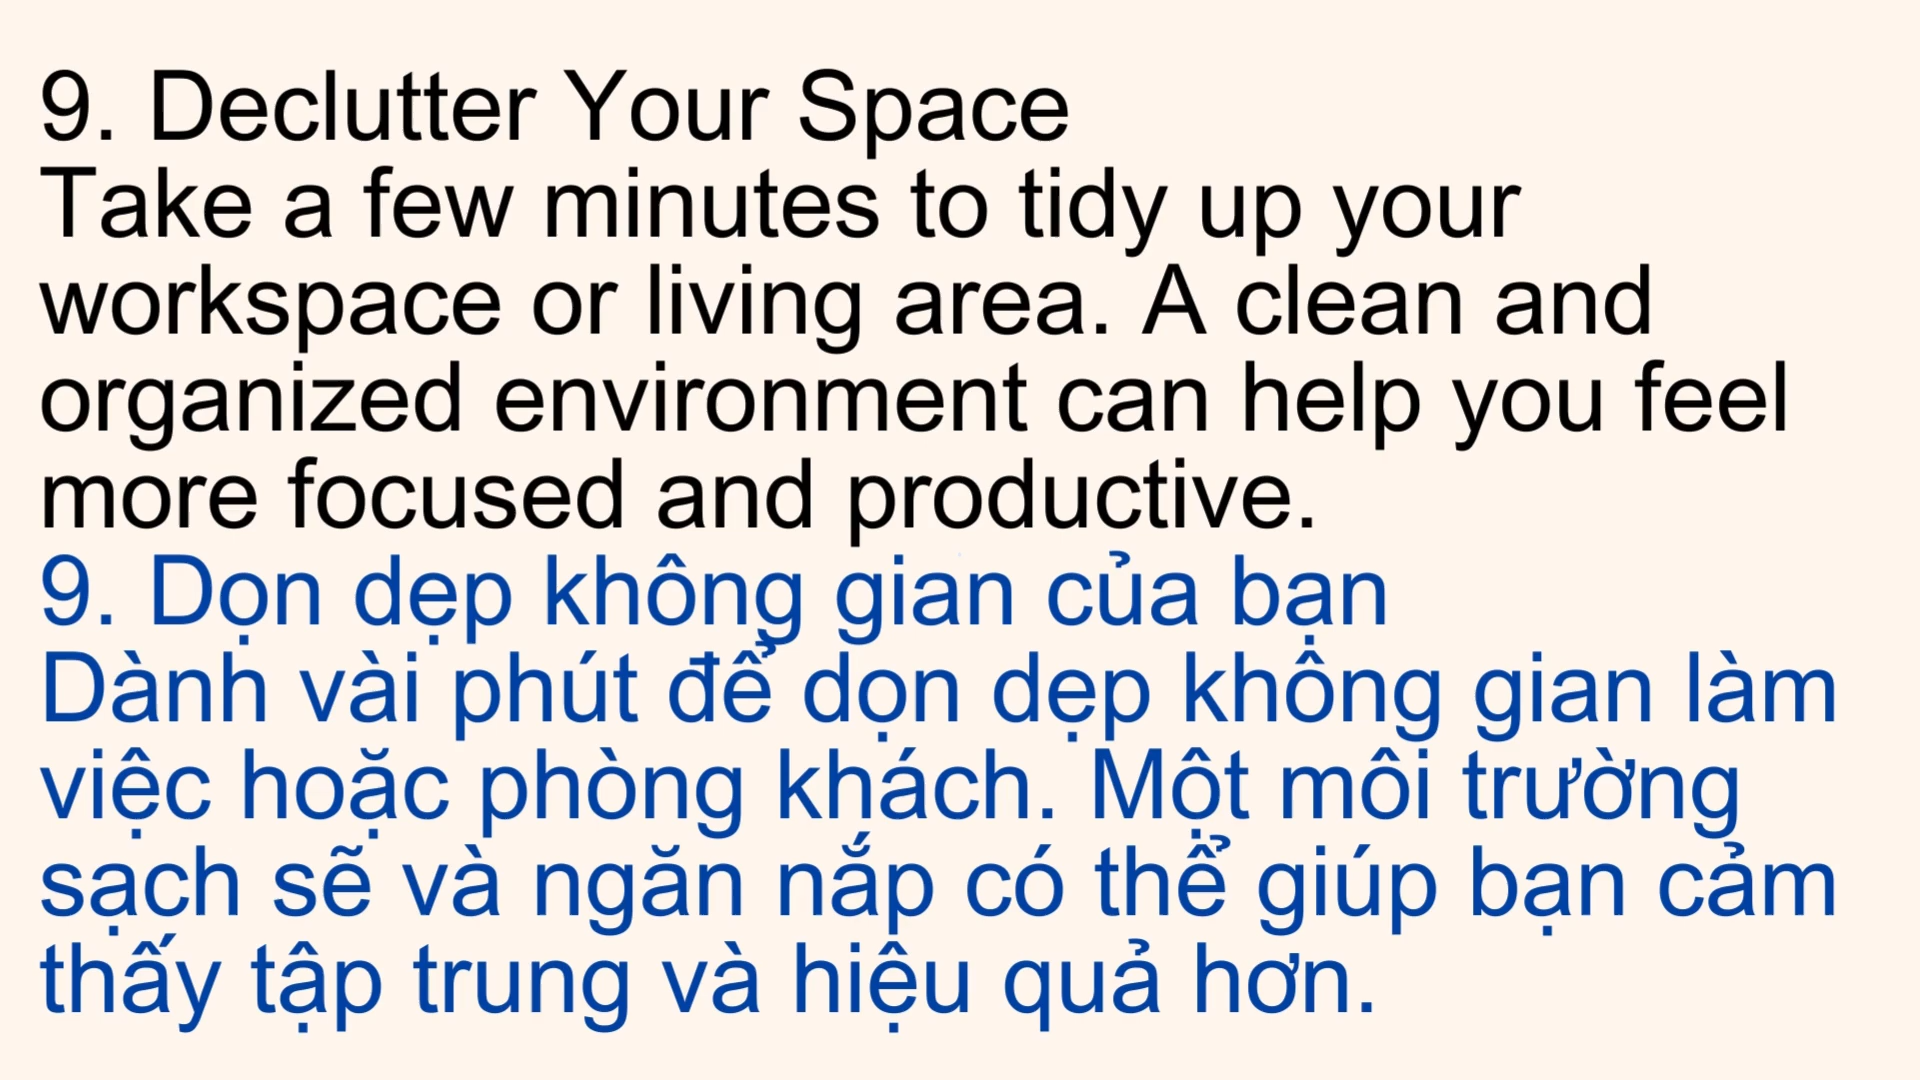 9. Declutter Your Space
Take a few minutes to tidy up your
workspace or living area. A clean and
organized environment can help you feel
more focused and productive.
9. Dọn dẹp không gian của bạn
Dành vài phút để dọn dẹp không gian làm
việc hoặc phòng khách. Một môi trường
sạch sẽ và ngăn nắp có thể giúp bạn cảm
thấy tập trung và hiệu quả hơn.